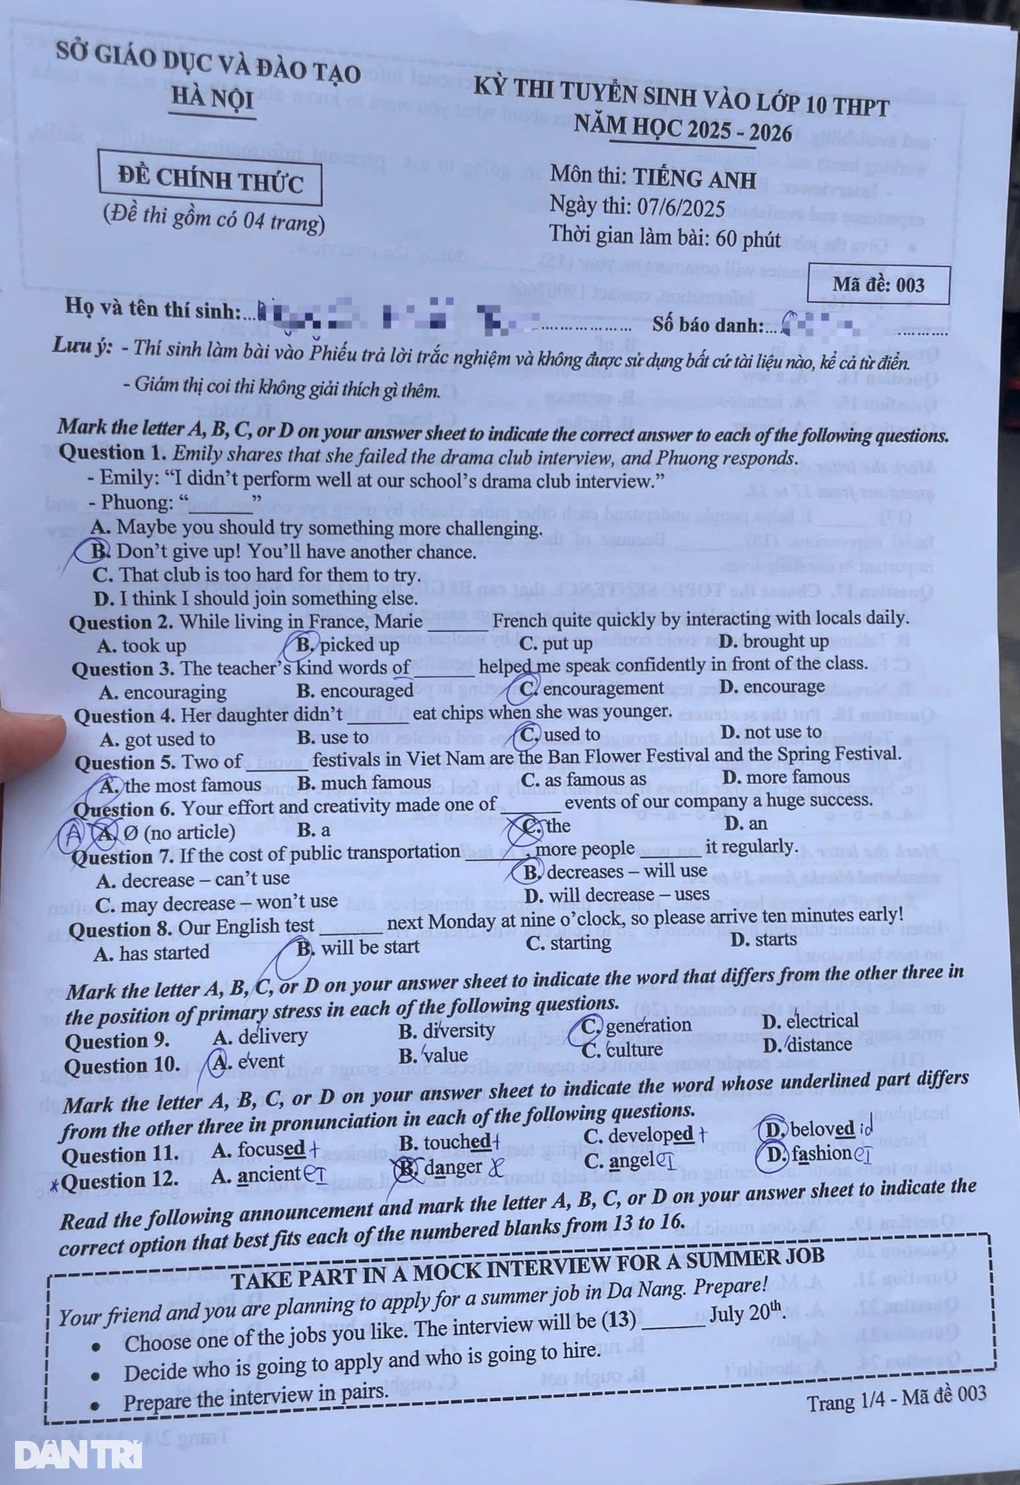 SỞ GIÁO DỤC VÀ ĐÀO TẠO
HÀ NỘI
KỲ THI TUYỂN SINH VÀO LỚP 10 THPT
NĂM HỌC 2025 - 2026
ĐỀ CHÍNH THỨC
(Đề thi gồm có 04 trang)
Môn thi: TIẾNG ANH
Ngày thi: 07/6/2025
Thời gian làm bài: 60 phút
Mã đề: 003
Họ và tên thí sinh:... .................... Số báo danh:... ..........
Lưu ý: - Thí sinh làm bài vào Phiếu trả lời trắc nghiệm và không được sử dụng bất cứ tài liệu nào, kể cả từ điển.
- Giám thị coi thi không giải thích gì thêm.
Mark the letter A, B, C, or D on your answer sheet to indicate the correct answer to each of the following questions.
Question 1. Emily shares that she failed the drama club interview, and Phuong responds.
- Emily: “I didn’t perform well at our school’s drama club interview.”
- Phuong: “_______”
A. Maybe you should try something more challenging.
B. Don’t give up! You’ll have another chance.
C. That club is too hard for them to try.
D. I think I should join something else.
Question 2. While living in France, Marie ______ French quite quickly by interacting with locals daily.
A. took up B. picked up C. put up D. brought up
Question 3. The teacher’s kind words of ______ helped me speak confidently in front of the class.
A. encouraging B. encouraged C. encouragement D. encourage
Question 4. Her daughter didn’t ______ eat chips when she was younger.
A. got used to B. use to C. used to D. not use to
Question 5. Two of ______ festivals in Viet Nam are the Ban Flower Festival and the Spring Festival.
A. the most famous B. much famous C. as famous as D. more famous
Question 6. Your effort and creativity made one of ______ events of our company a huge success.
A A. Ø (no article) B. a C. the D. an
Question 7. If the cost of public transportation ______, more people ______ it regularly.
A. decrease – can’t use B. decreases – will use
C. may decrease – won’t use D. will decrease – uses
Question 8. Our English test ______ next Monday at nine o’clock, so please arrive ten minutes early!
A. has started B. will be start C. starting D. starts
Mark the letter A, B, C, or D on your answer sheet to indicate the word that differs from the other three in
the position of primary stress in each of the following questions.
Question 9. A. delivery B. diversity C. generation D. electrical
Question 10. A. event B. value C. culture D. distance
Mark the letter A, B, C, or D on your answer sheet to indicate the word whose underlined part differs
from the other three in pronunciation in each of the following questions.
Question 11. A. focused t B. touched t C. developed t D. beloved id
Question 12. A. ancient eI B. danger C. angel eI D. fashion eI
Read the following announcement and mark the letter A, B, C, or D on your answer sheet to indicate the
correct option that best fits each of the numbered blanks from 13 to 16.
TAKE PART IN A MOCK INTERVIEW FOR A SUMMER JOB
Your friend and you are planning to apply for a summer job in Da Nang. Prepare!
• Choose one of the jobs you like. The interview will be (13) ______ July 20th.
• Decide who is going to apply and who is going to hire.
• Prepare the interview in pairs.
Trang 1/4 - Mã đề 003
DÂN TRÍ